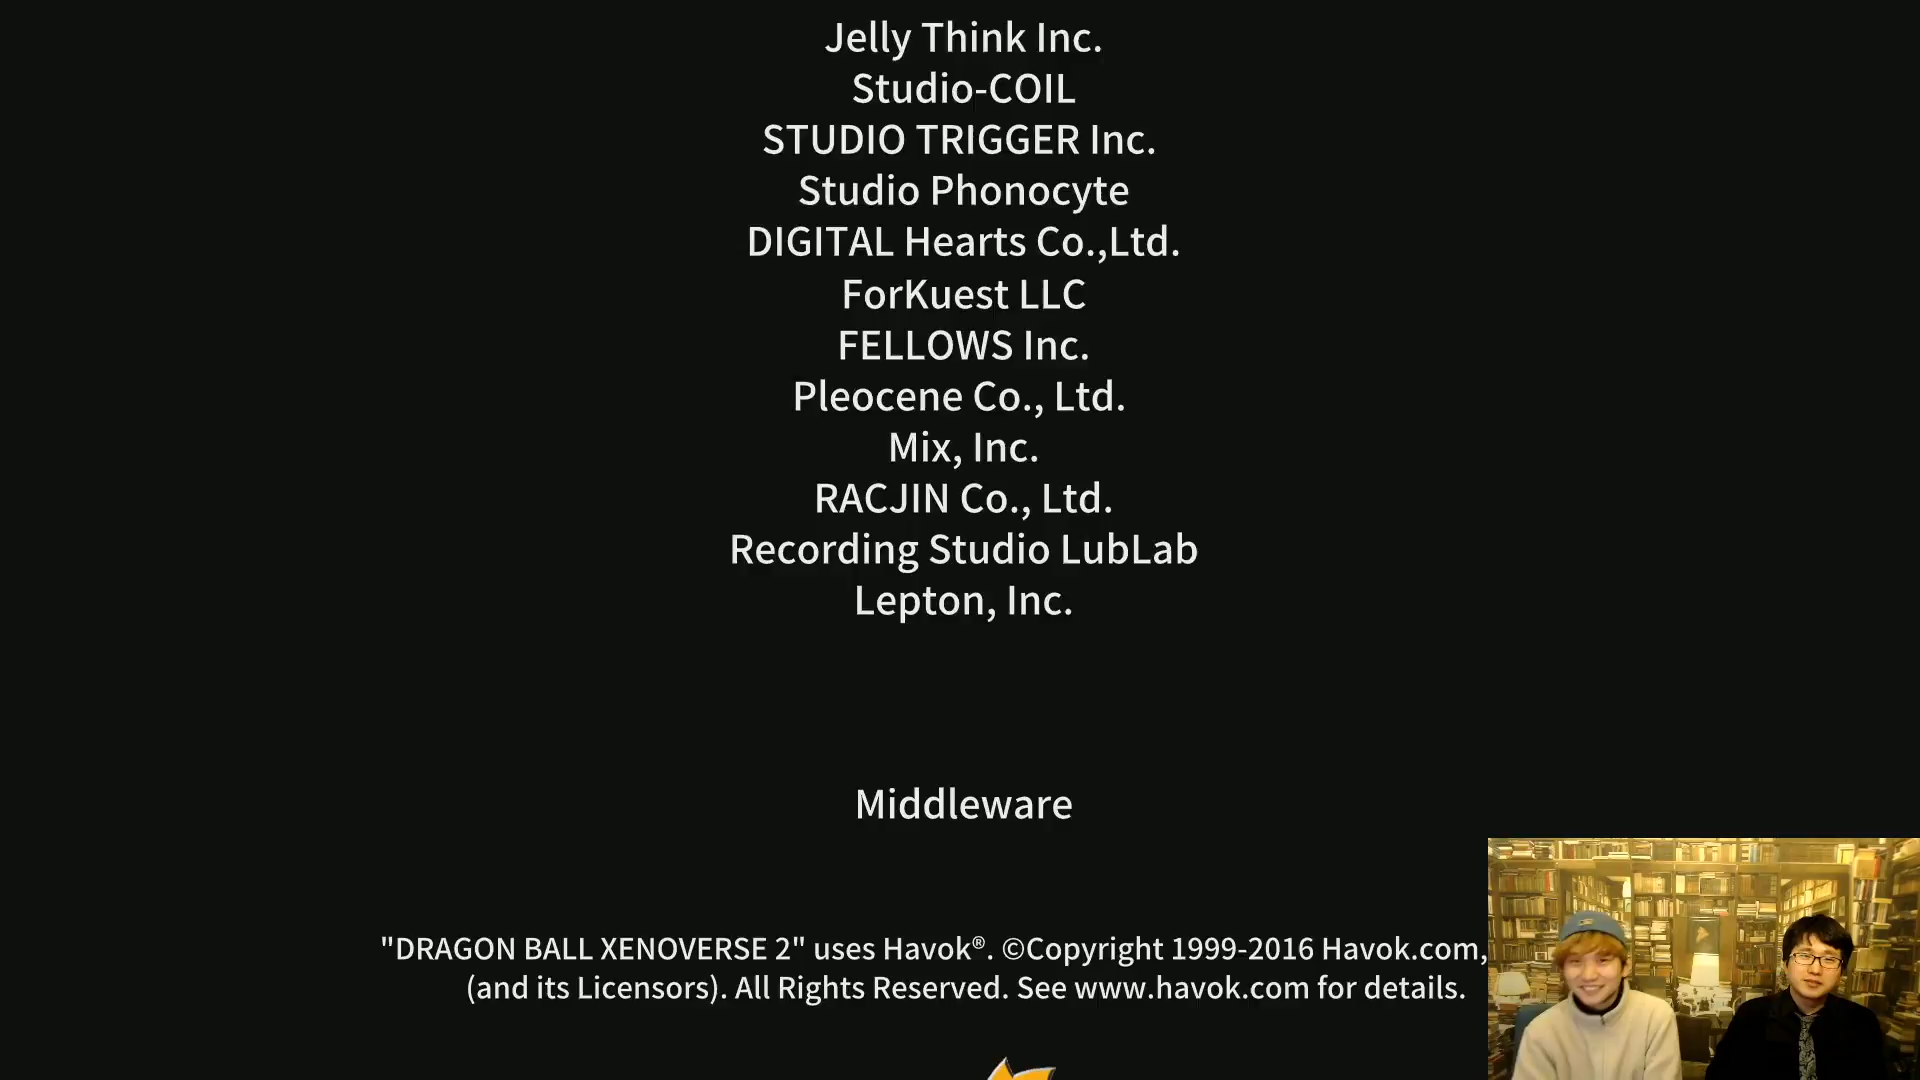 Jelly Think Inc.
Studio-COIL
STUDIO TRIGGER Inc.
Studio Phonocyte
DIGITAL Hearts Co.,Ltd.
ForKuest LLC
FELLOWS Inc.
Pleocene Co., Ltd.
Mix, Inc.
RACJIN Co., Ltd.
Recording Studio LubLab
Lepton, Inc.
Middleware
"DRAGON BALL XENOVERSE 2" uses Havok®. ©Copyright 1999-2016 Havok.com,
(and its Licensors). All Rights Reserved. See www.havok.com for details.